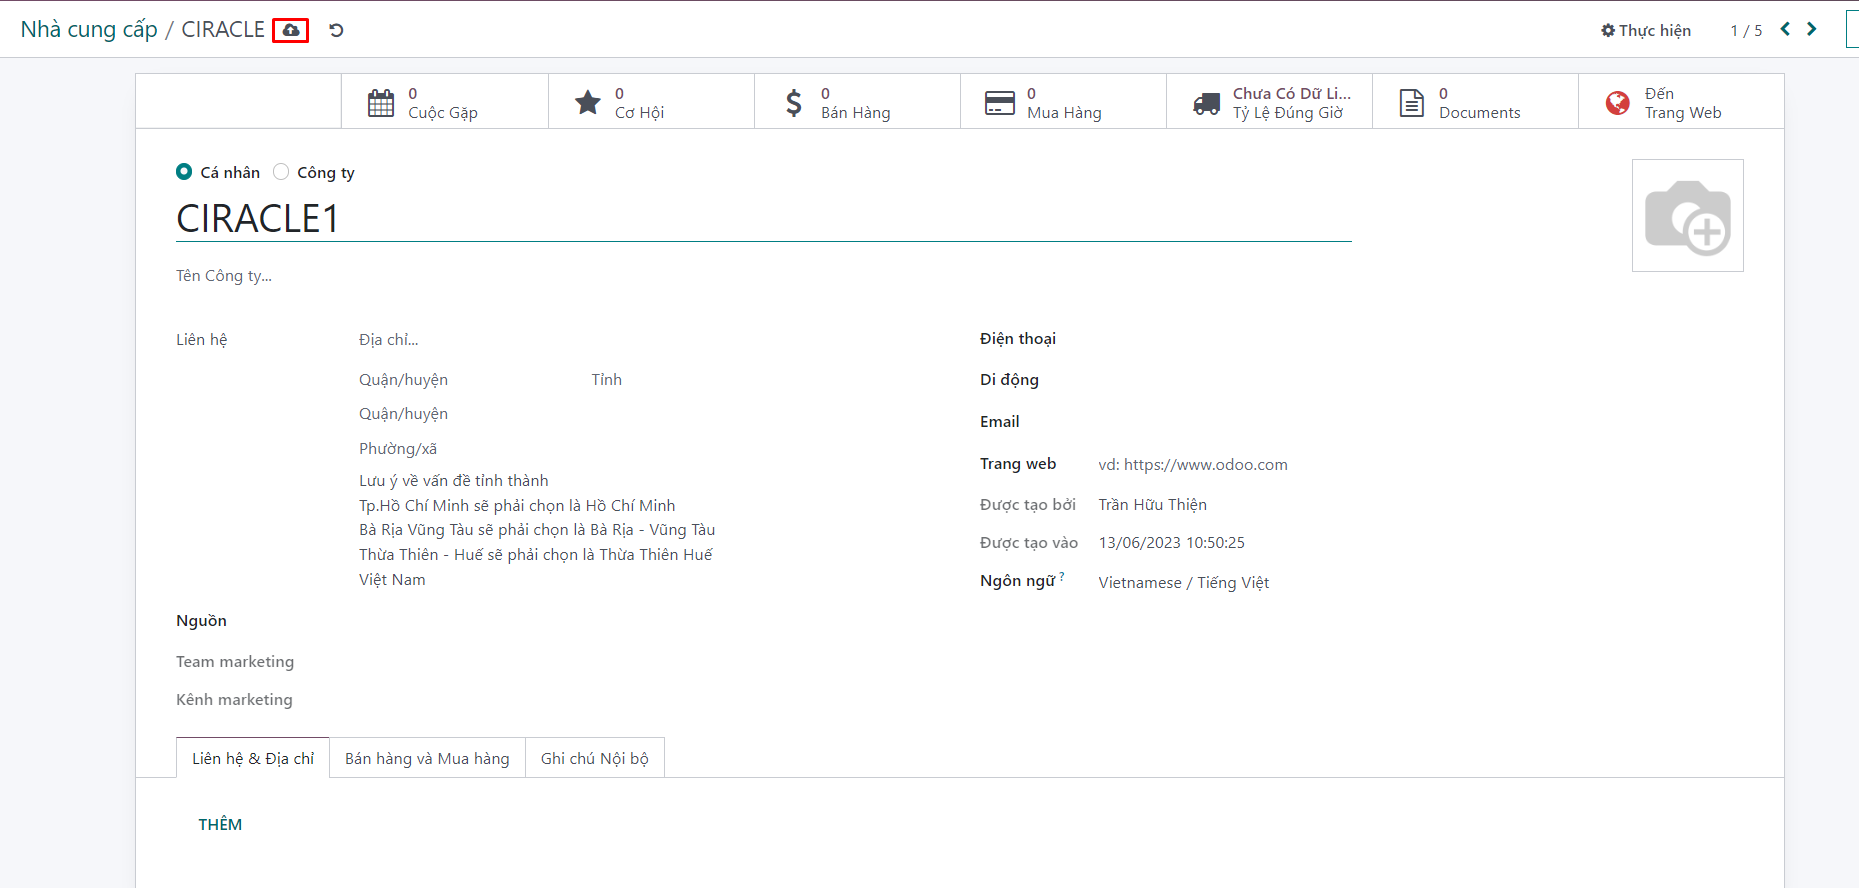 Nhà cung cấp / CIRACLE
Thực hiện
1 / 5
0
Cuộc Gặp
0
Cơ Hội
0
Bán Hàng
0
Mua Hàng
Chưa Có Dữ Li...
Tỷ Lệ Đúng Giờ
0
Documents
Đến
Trang Web
Cá nhân
Công ty
CIRACLE1
Tên Công ty...
Liên hệ
Địa chỉ...
Quận/huyện
Tỉnh
Quận/huyện
Phường/xã
Lưu ý về vấn đề tỉnh thành
Tp.Hồ Chí Minh sẽ phải chọn là Hồ Chí Minh
Bà Rịa Vũng Tàu sẽ phải chọn là Bà Rịa - Vũng Tàu
Thừa Thiên - Huế sẽ phải chọn là Thừa Thiên Huế
Việt Nam
Điện thoại
Di động
Email
Trang web vd: https://www.odoo.com
Được tạo bởi Trần Hữu Thiện
Được tạo vào 13/06/2023 10:50:25
Ngôn ngữ ? Vietnamese / Tiếng Việt
Nguồn
Team marketing
Kênh marketing
Liên hệ & Địa chỉ
Bán hàng và Mua hàng
Ghi chú Nội bộ
THÊM